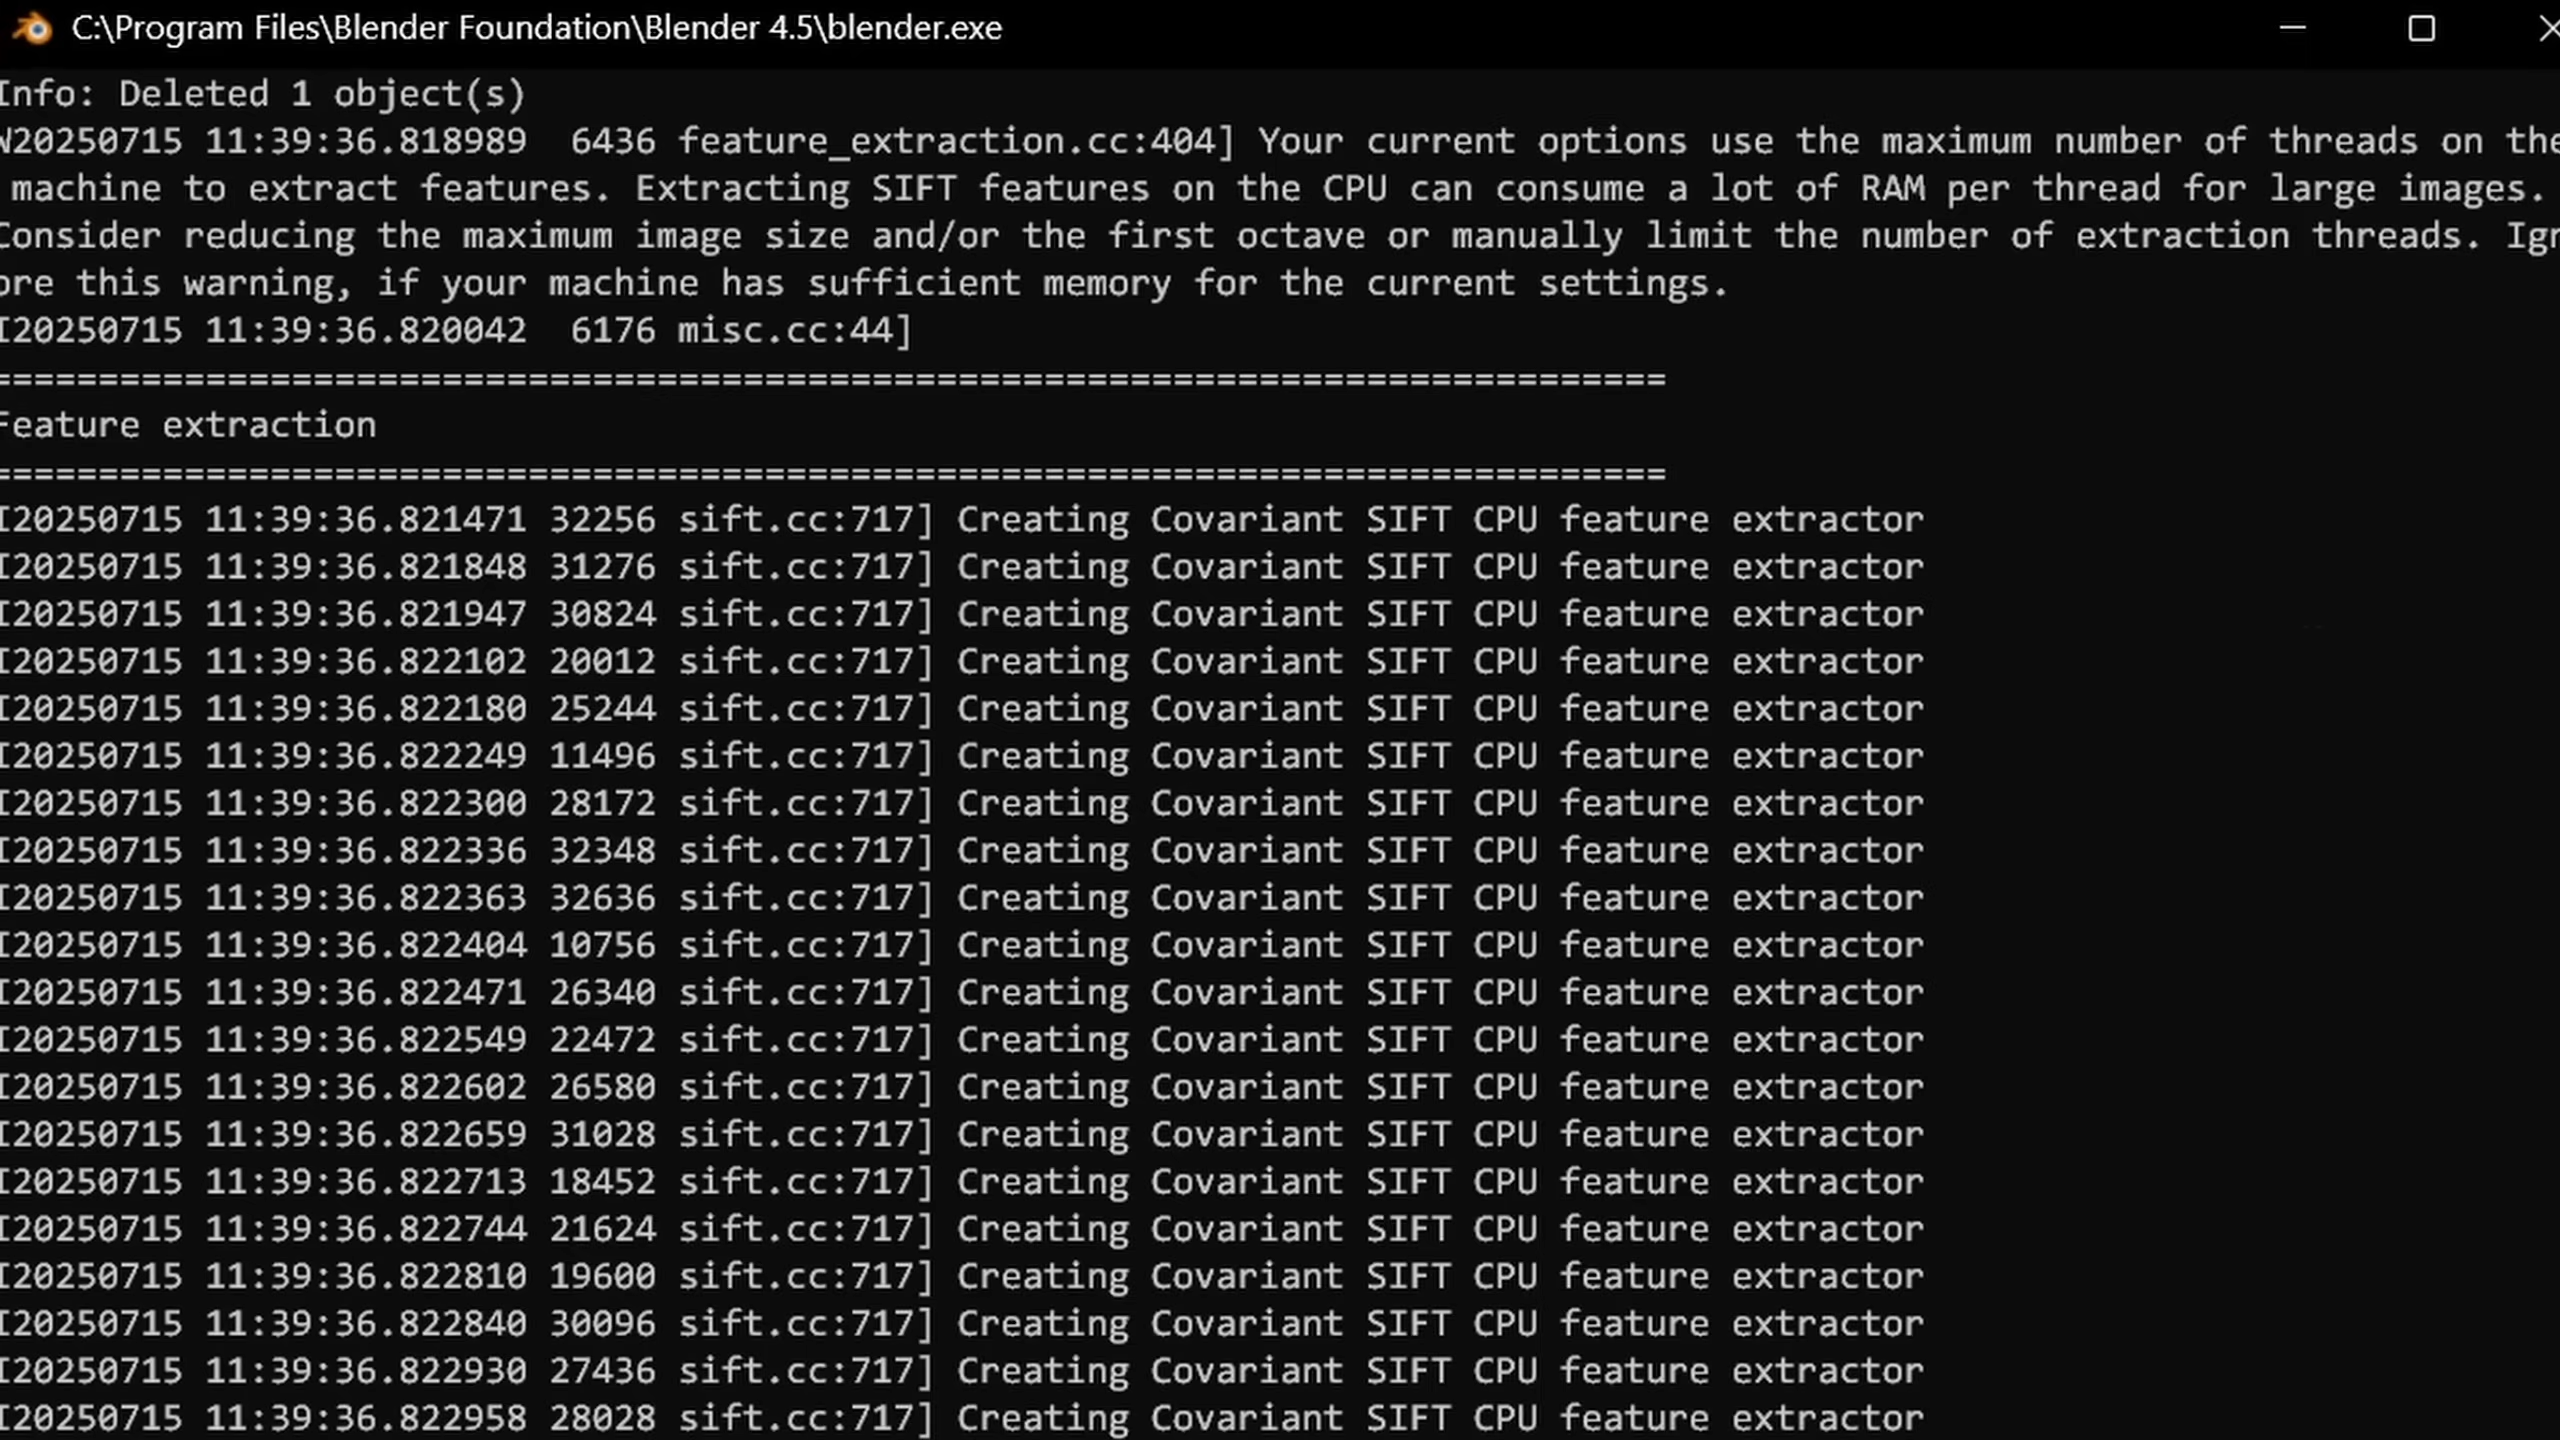 C:\Program Files\Blender Foundation\Blender 4.5\blender.exe
Info: Deleted 1 object(s)
W20250715 11:39:36.818989  6436 feature_extraction.cc:404] Your current options use the maximum number of threads on the
machine to extract features. Extracting SIFT features on the CPU can consume a lot of RAM per thread for large images.
Consider reducing the maximum image size and/or the first octave or manually limit the number of extraction threads. Ign
ore this warning, if your machine has sufficient memory for the current settings.
I20250715 11:39:36.820042  6176 misc.cc:44]
==============================================================================
Feature extraction
==============================================================================
I20250715 11:39:36.821471 32256 sift.cc:717] Creating Covariant SIFT CPU feature extractor
I20250715 11:39:36.821848 31276 sift.cc:717] Creating Covariant SIFT CPU feature extractor
I20250715 11:39:36.821947 30824 sift.cc:717] Creating Covariant SIFT CPU feature extractor
I20250715 11:39:36.822102 20012 sift.cc:717] Creating Covariant SIFT CPU feature extractor
I20250715 11:39:36.822180 25244 sift.cc:717] Creating Covariant SIFT CPU feature extractor
I20250715 11:39:36.822249 11496 sift.cc:717] Creating Covariant SIFT CPU feature extractor
I20250715 11:39:36.822300 28172 sift.cc:717] Creating Covariant SIFT CPU feature extractor
I20250715 11:39:36.822336 32348 sift.cc:717] Creating Covariant SIFT CPU feature extractor
I20250715 11:39:36.822363 32636 sift.cc:717] Creating Covariant SIFT CPU feature extractor
I20250715 11:39:36.822404 10756 sift.cc:717] Creating Covariant SIFT CPU feature extractor
I20250715 11:39:36.822471 26340 sift.cc:717] Creating Covariant SIFT CPU feature extractor
I20250715 11:39:36.822549 22472 sift.cc:717] Creating Covariant SIFT CPU feature extractor
I20250715 11:39:36.822602 26580 sift.cc:717] Creating Covariant SIFT CPU feature extractor
I20250715 11:39:36.822659 31028 sift.cc:717] Creating Covariant SIFT CPU feature extractor
I20250715 11:39:36.822713 18452 sift.cc:717] Creating Covariant SIFT CPU feature extractor
I20250715 11:39:36.822744 21624 sift.cc:717] Creating Covariant SIFT CPU feature extractor
I20250715 11:39:36.822810 19600 sift.cc:717] Creating Covariant SIFT CPU feature extractor
I20250715 11:39:36.822840 30096 sift.cc:717] Creating Covariant SIFT CPU feature extractor
I20250715 11:39:36.822930 27436 sift.cc:717] Creating Covariant SIFT CPU feature extractor
I20250715 11:39:36.822958 28028 sift.cc:717] Creating Covariant SIFT CPU feature extractor